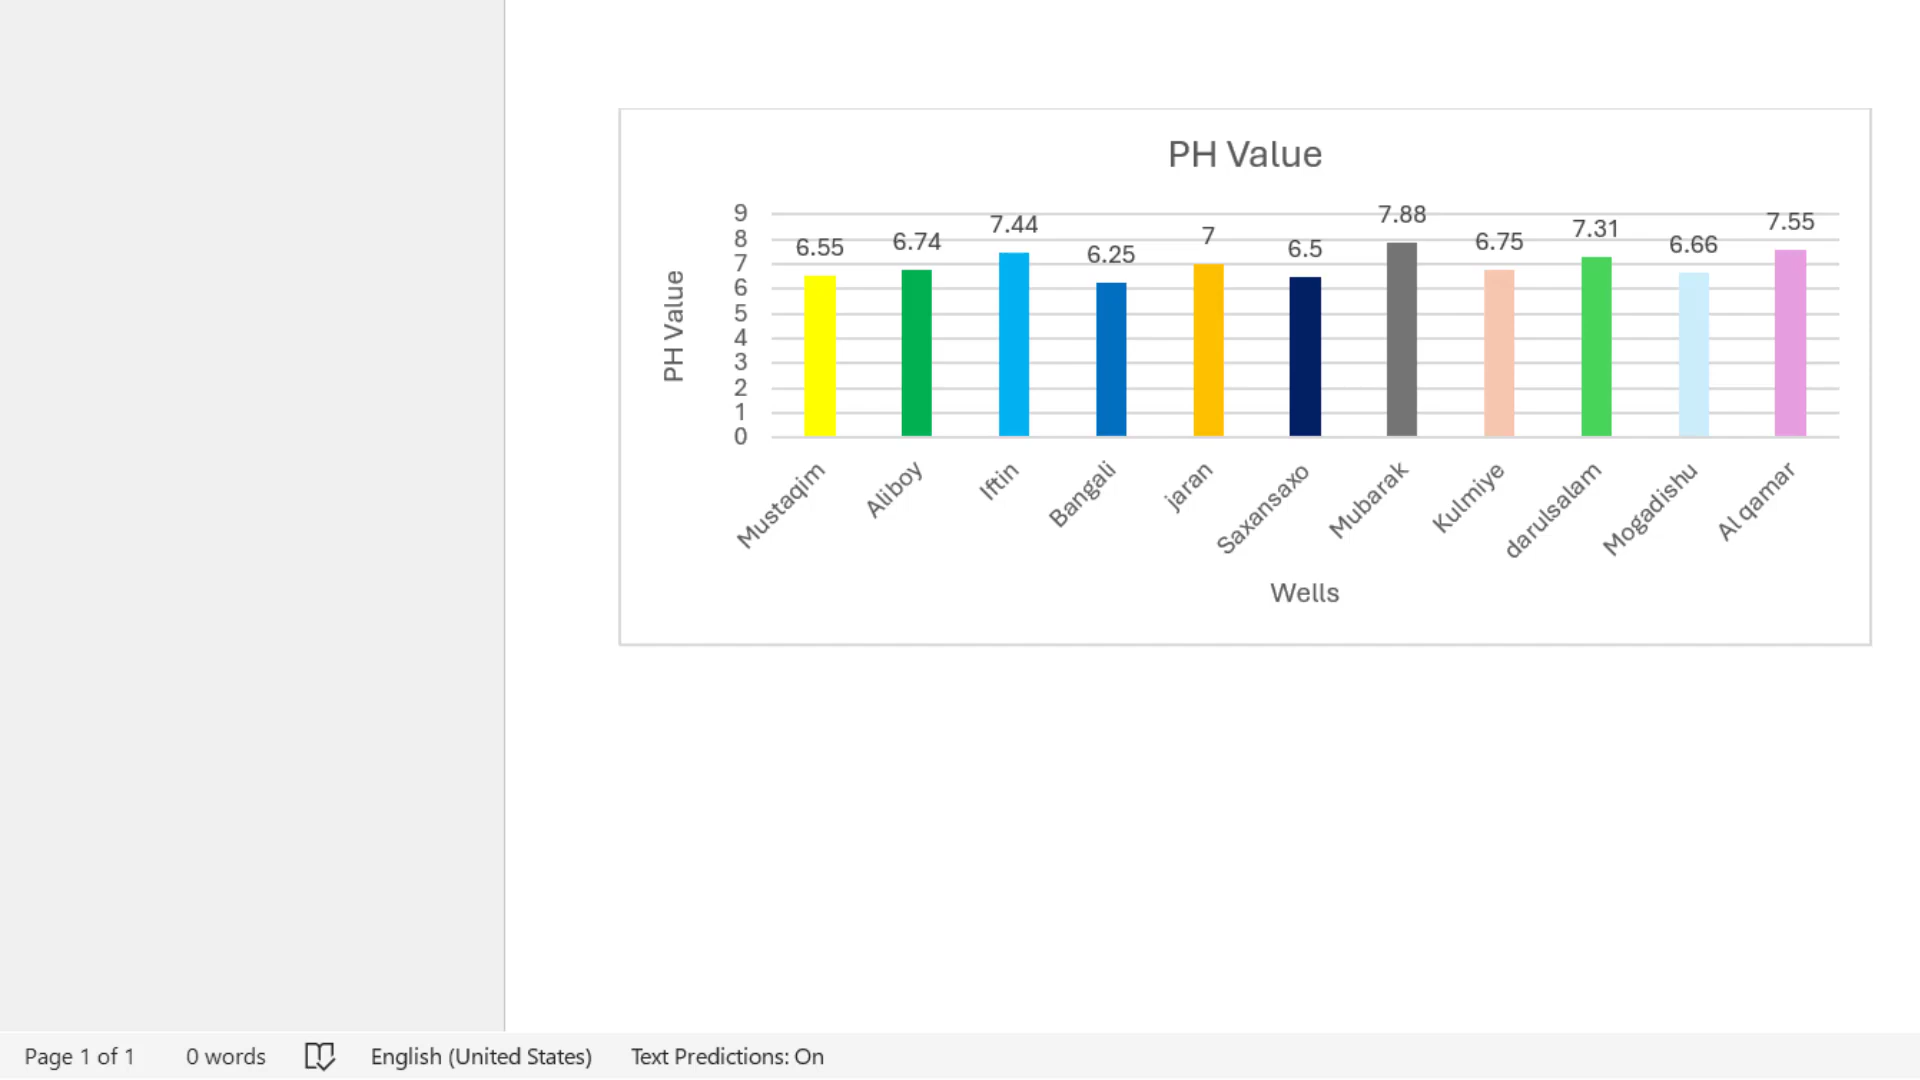 PH Value
PH Value
9
8
7
6
5
4
3
2
1
0
6.55
6.74
7.44
6.25
7
6.5
7.88
6.75
7.31
6.66
7.55
Mustaqim
Aliboy
Iftin
Bangali
jaran
Saxansaxo
Mubarak
Kulmiye
darulsalam
Mogadishu
Al qamar
Wells
Page 1 of 1 0 words English (United States) Text Predictions: On